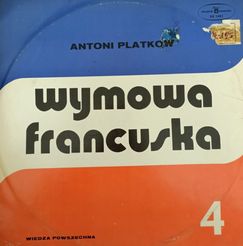 ANTONI PLATKOW
wymowa
francuska
4
WIEDZA POWSZECHNA